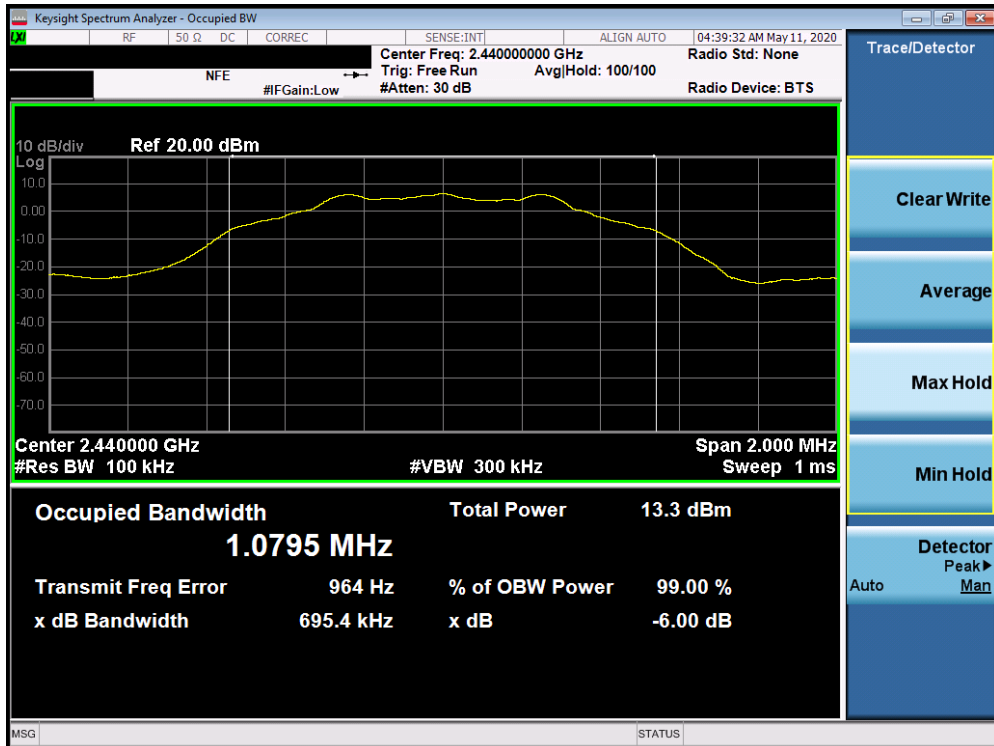 Keysight Spectrum Analyzer - Occupied BW
LXI RF 50 Ω DC CORREC SENSE:INT ALIGN AUTO 04:39:32 AM May 11, 2020
Center Freq: 2.440000000 GHz Radio Std: None
NFE Trig: Free Run Avg|Hold: 100/100
#IFGain:Low #Atten: 30 dB Radio Device: BTS
10 dB/div Ref 20.00 dBm
Log
10.0
0.00
-10.0
-20.0
-30.0
-40.0
-50.0
-60.0
-70.0
Center 2.440000 GHz Span 2.000 MHz
#Res BW 100 kHz #VBW 300 kHz Sweep 1 ms
Occupied Bandwidth Total Power 13.3 dBm
1.0795 MHz
Transmit Freq Error 964 Hz % of OBW Power 99.00 %
x dB Bandwidth 695.4 kHz x dB -6.00 dB
MSG STATUS
Trace/Detector
Clear Write
Average
Max Hold
Min Hold
Detector
Peak▶
Auto Man